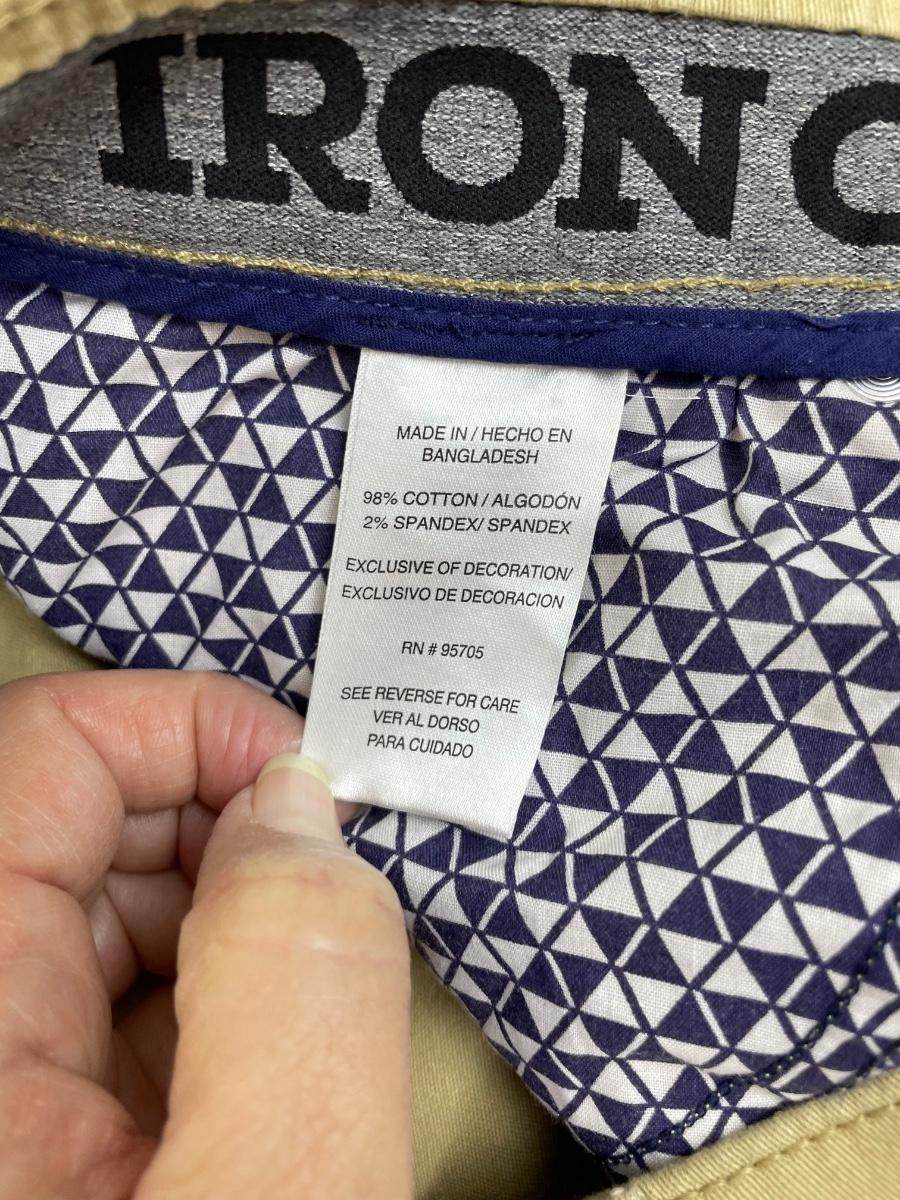 IRON C
MADE IN / HECHO EN
BANGLADESH
98% COTTON / ALGODÓN
2% SPANDEX/ SPANDEX
EXCLUSIVE OF DECORATION/
EXCLUSIVO DE DECORACION
RN # 95705
SEE REVERSE FOR CARE
VER AL DORSO
PARA CUIDADO